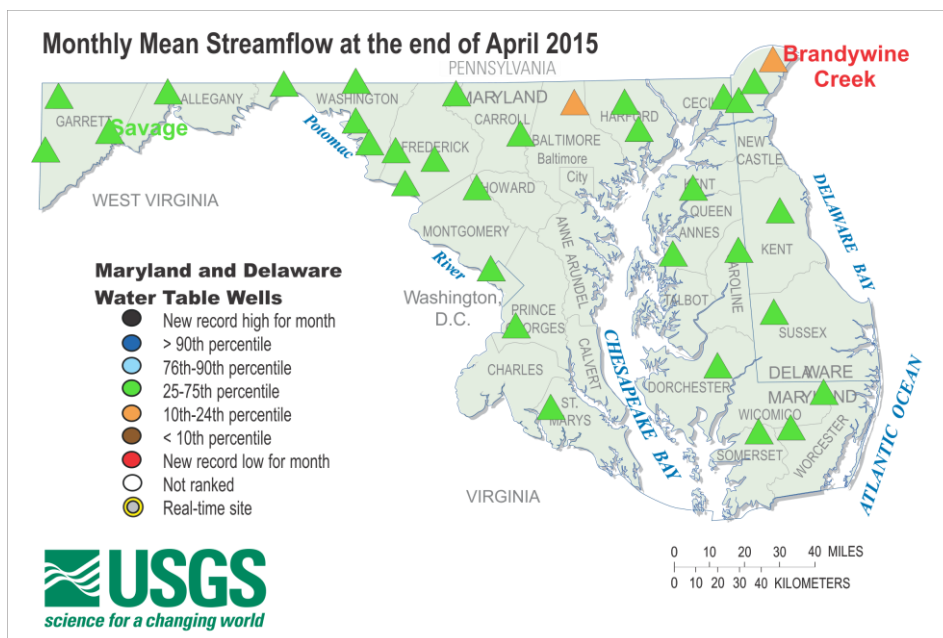 Monthly Mean Streamflow at the end of April 2015
PENNSYLVANIA
Brandywine
Creek
ALLEGANY
WASHINGTON
MARYLAND
CECIL
GARRETT
Savage
CARROLL
HARFORD
BALTIMORE
Baltimore
City
Potomac
FREDERICK
NEW
CASTLE
WEST VIRGINIA
HOWARD
KENT
QUEEN
ANNES
MONTGOMERY
ANNE ARUNDEL
KENT
DELAWARE BAY
River
Washington,
D.C.
TALBOT
CAROLINE
PRINCE
GEORGES
SUSSEX
CHARLES
CALVERT
CHESAPEAKE BAY
DORCHESTER
DELAWARE
MARYLAND
ST.
MARYS
WICOMICO
SOMERSET
WORCESTER
ATLANTIC OCEAN
VIRGINIA
Maryland and Delaware
Water Table Wells
New record high for month
> 90th percentile
76th-90th percentile
25-75th percentile
10th-24th percentile
< 10th percentile
New record low for month
Not ranked
Real-time site
0 10 20 40 MILES
0 10 20 30 40 KILOMETERS
USGS
science for a changing world